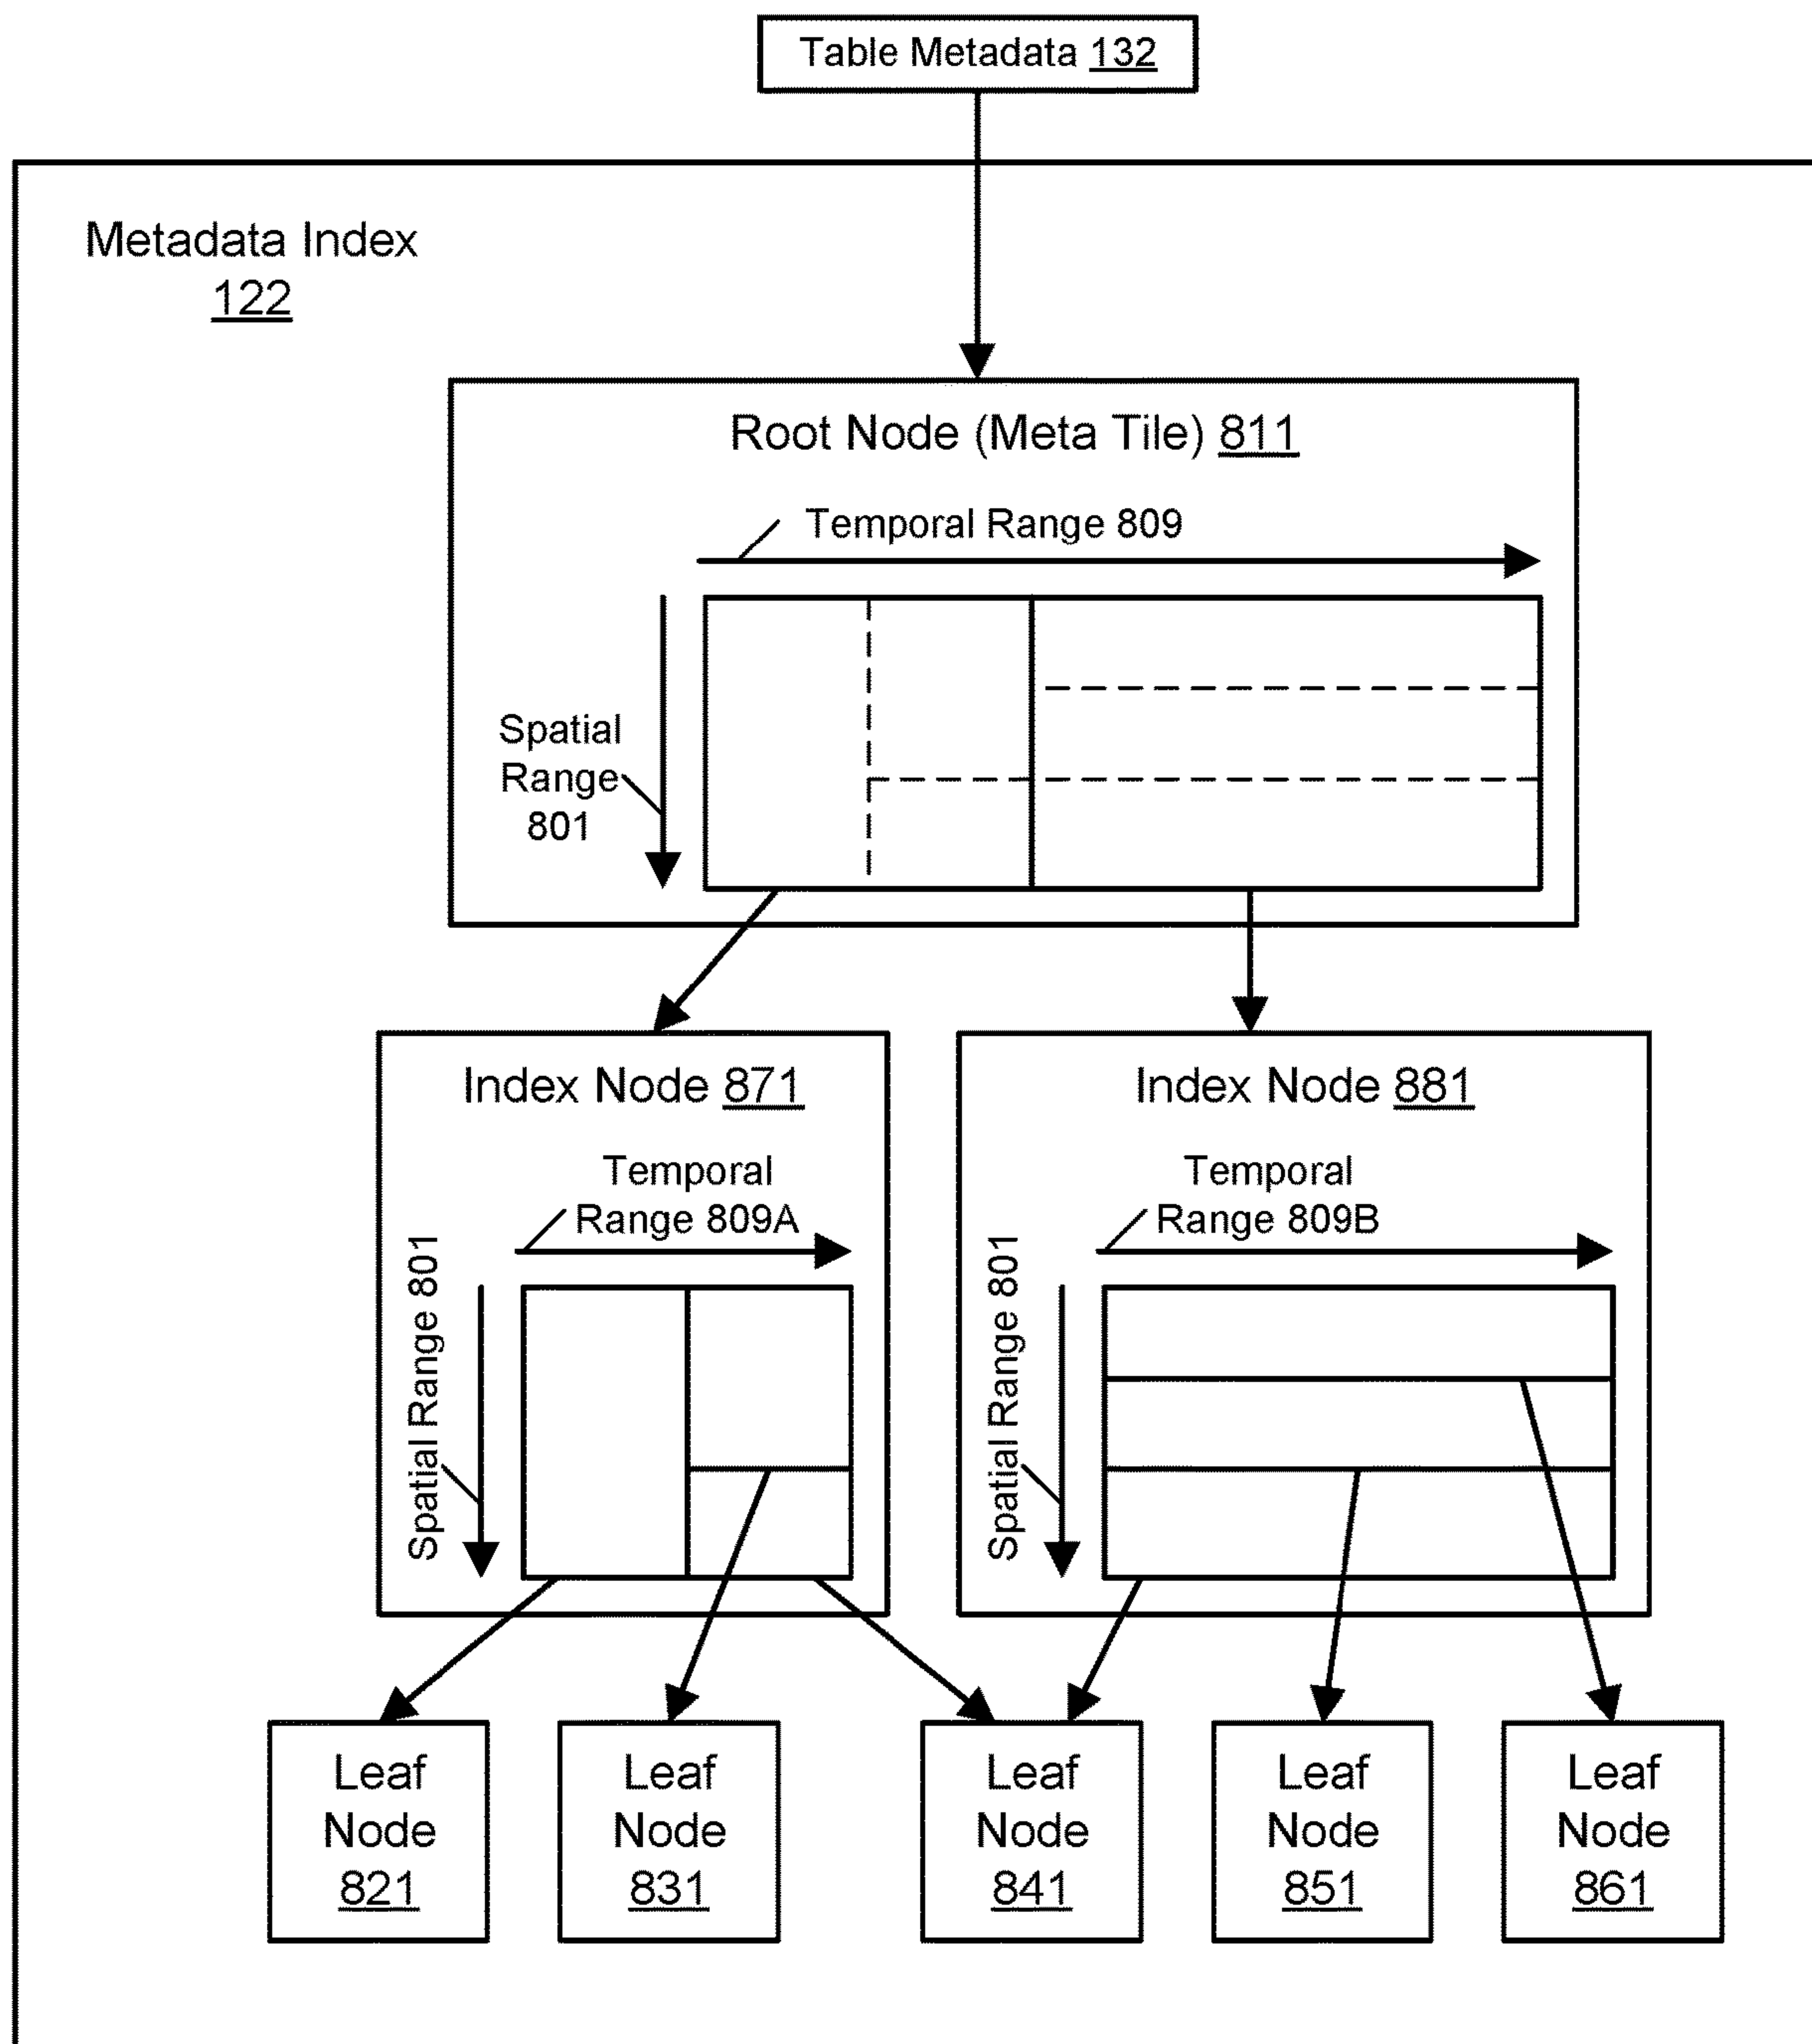 Table Metadata 132
Metadata Index
122
Root Node (Meta Tile) 811
Temporal Range 809
Spatial
Range
801
Index Node 871
Temporal
Range 809A
Spatial Range 801
Index Node 881
Temporal
Range 809B
Spatial Range 801
Leaf
Node
821
Leaf
Node
831
Leaf
Node
841
Leaf
Node
851
Leaf
Node
861